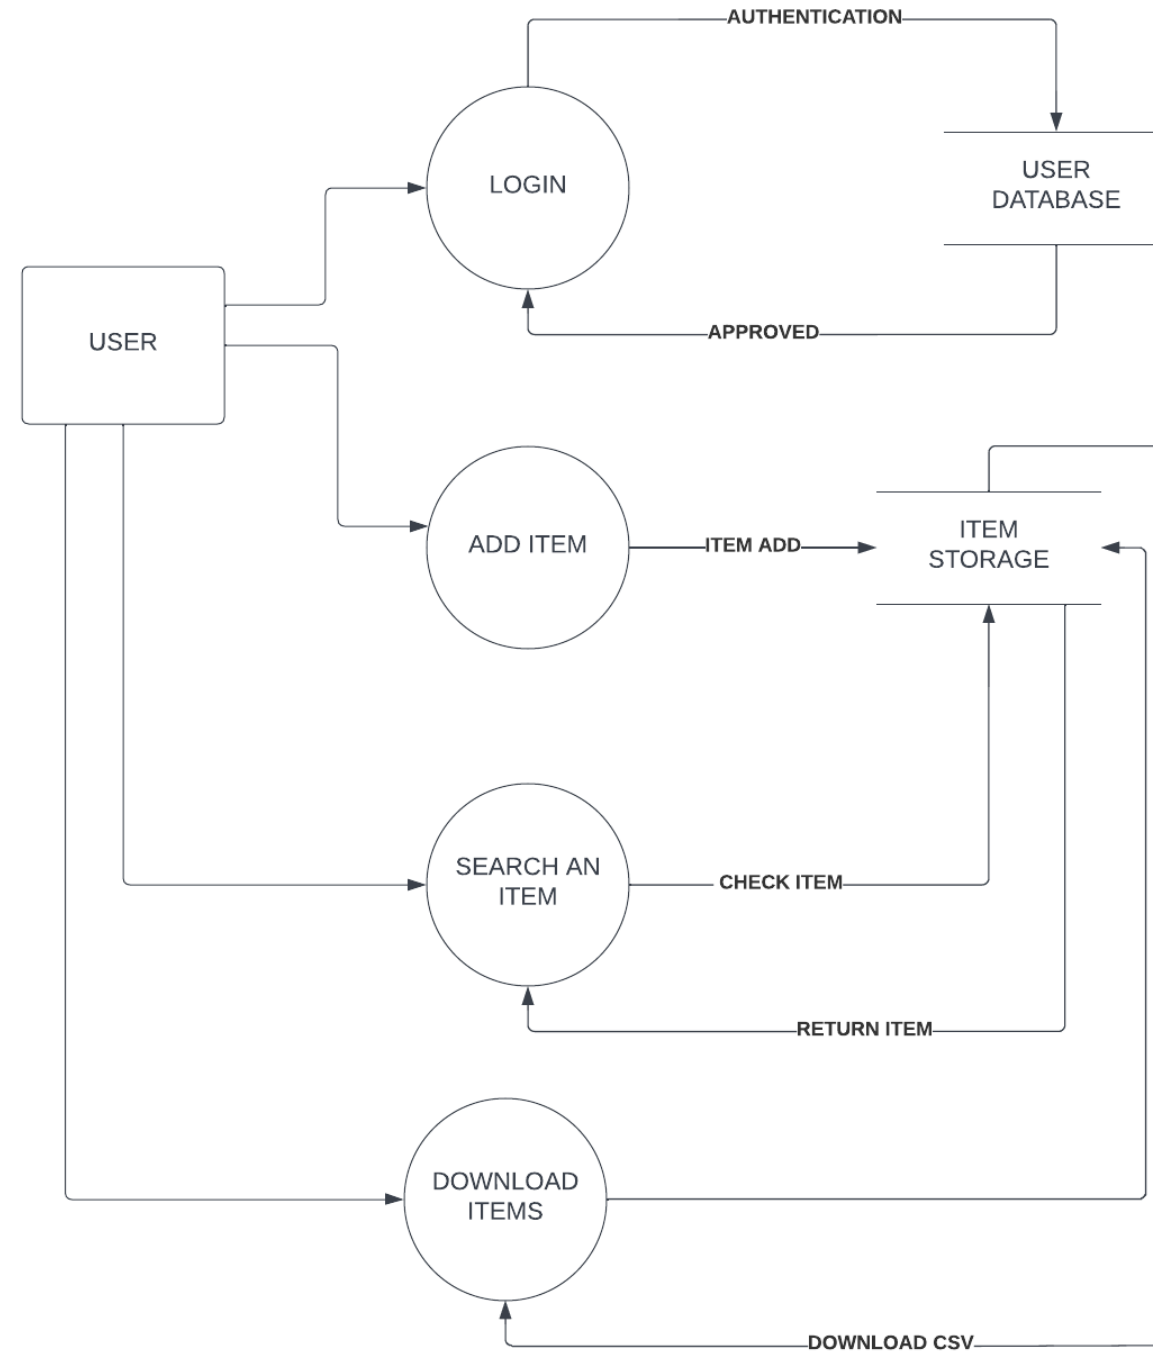 AUTHENTICATION
LOGIN
USER
DATABASE
USER
APPROVED
ADD ITEM
ITEM ADD
ITEM
STORAGE
SEARCH AN
ITEM
CHECK ITEM
RETURN ITEM
DOWNLOAD
ITEMS
DOWNLOAD CSV